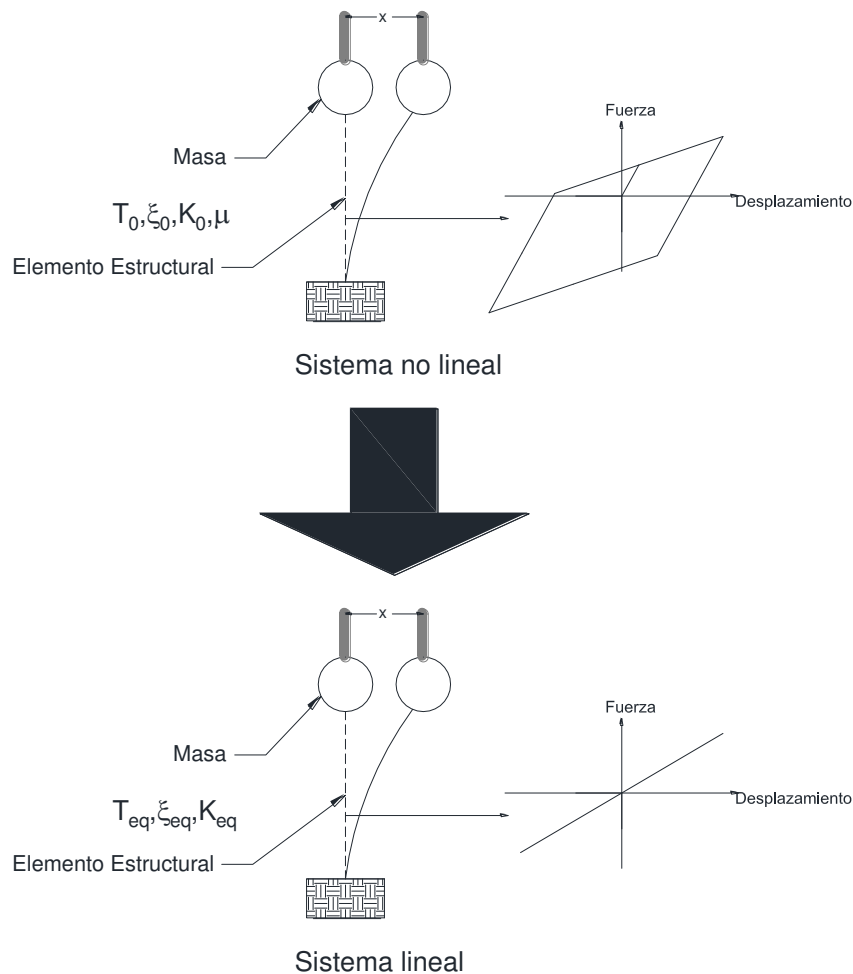 x
Fuerza
Masa
Desplazamiento
T0,ξ0,K0,μ
Elemento Estructural
Sistema no lineal
x
Fuerza
Masa
Desplazamiento
Teq,ξeq,Keq
Elemento Estructural
Sistema lineal